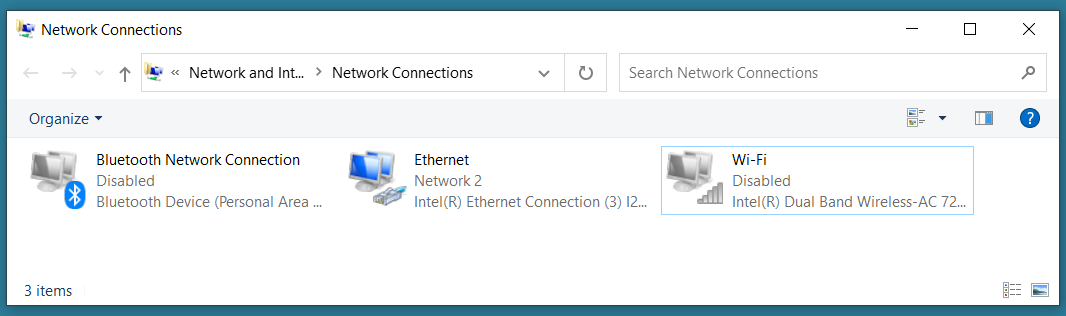 Network Connections
« Network and Int... > Network Connections
Search Network Connections
Organize
?
Bluetooth Network Connection
Disabled
Bluetooth Device (Personal Area ...
Ethernet
Network 2
Intel(R) Ethernet Connection (3) I2...
Wi-Fi
Disabled
Intel(R) Dual Band Wireless-AC 72...
3 items